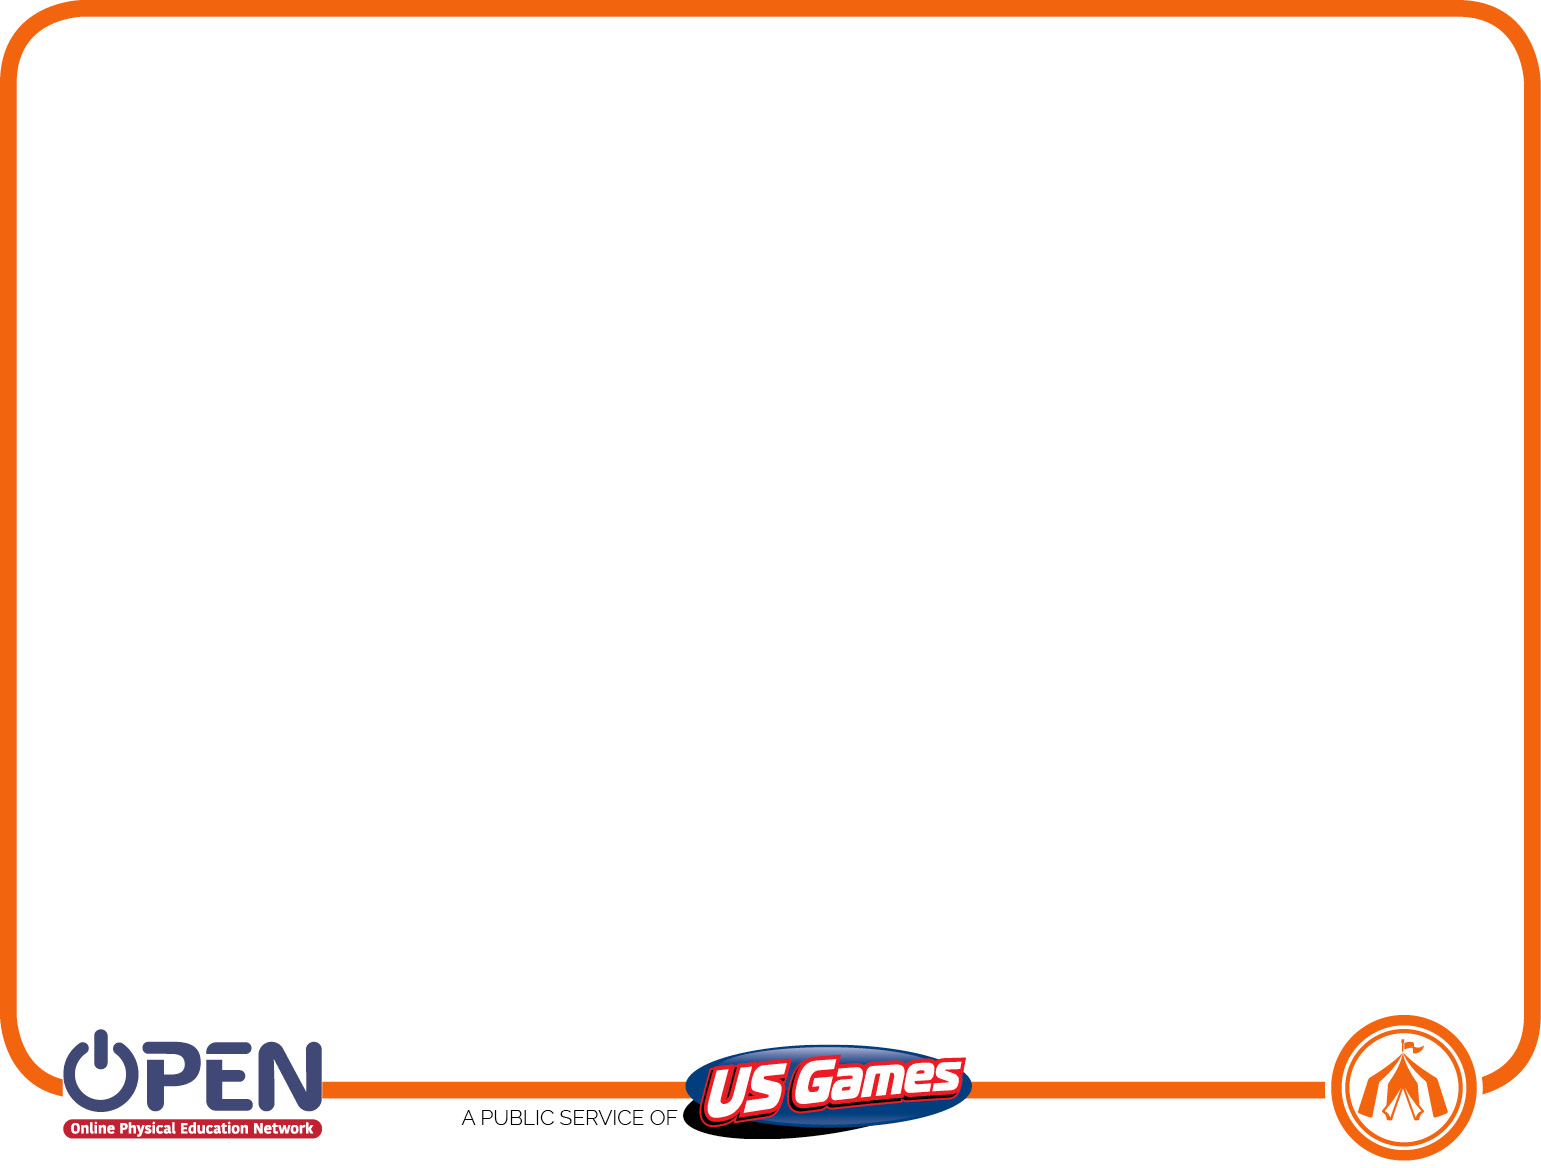 OPEN
Online Physical Education Network
A PUBLIC SERVICE OF
US Games